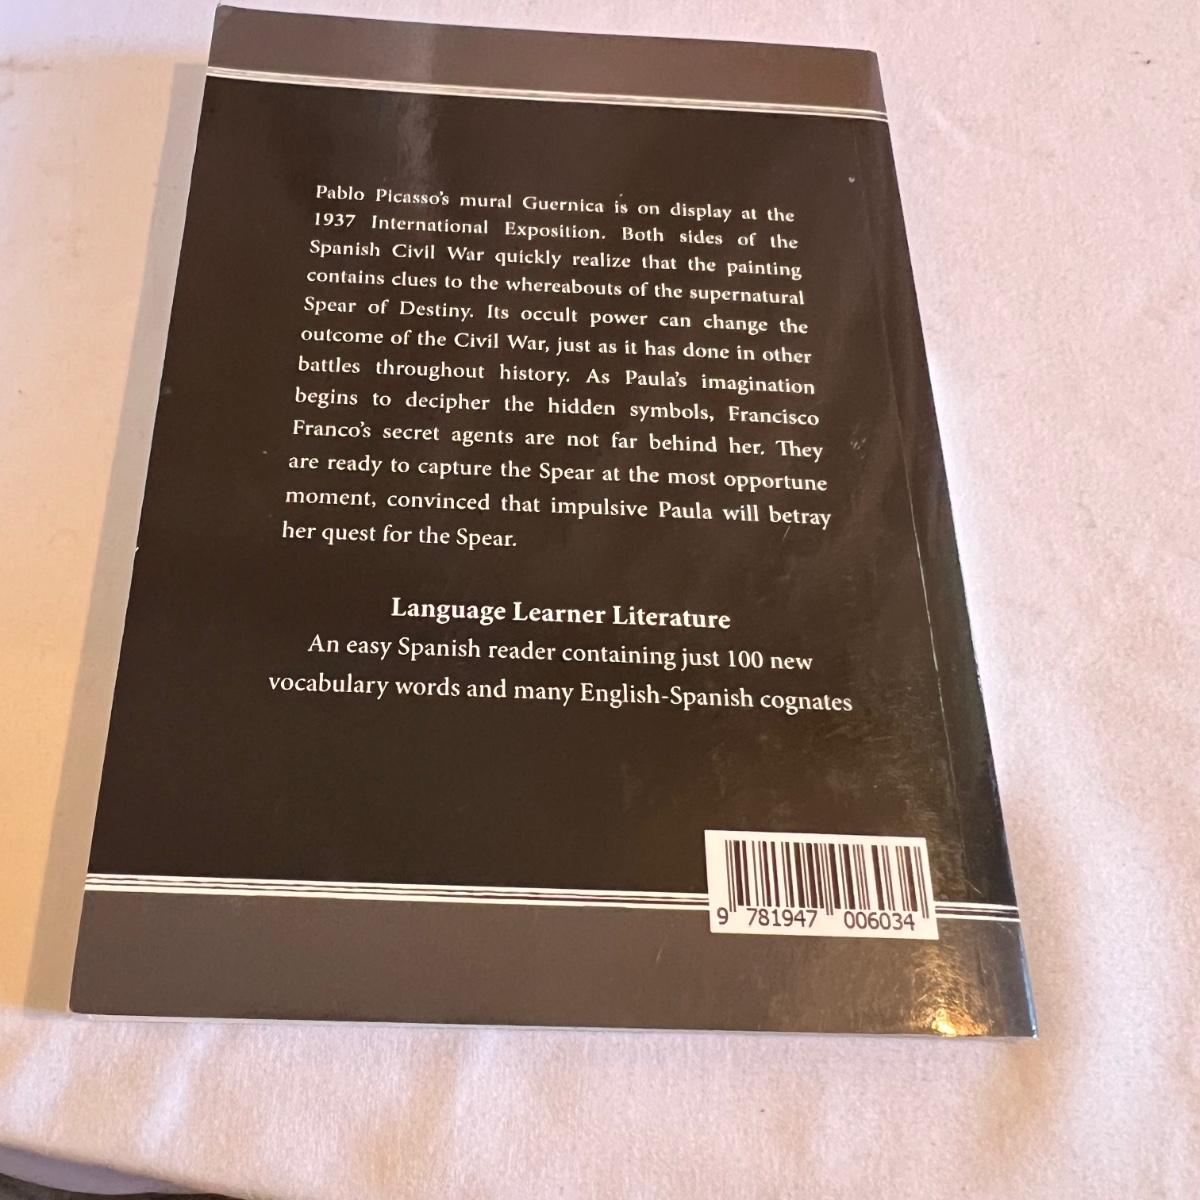 Pablo Picasso's mural Guernica is on display at the
1937 International Exposition. Both sides of the
Spanish Civil War quickly realize that the painting
contains clues to the whereabouts of the supernatural
Spear of Destiny. Its occult power can change the
outcome of the Civil War, just as it has done in other
battles throughout history. As Paula's imagination
begins to decipher the hidden symbols, Francisco
Franco's secret agents are not far behind her. They
are ready to capture the Spear at the most opportune
moment, convinced that impulsive Paula will betray
her quest for the Spear.
Language Learner Literature
An easy Spanish reader containing just 100 new
vocabulary words and many English-Spanish cognates
9 781947 006034